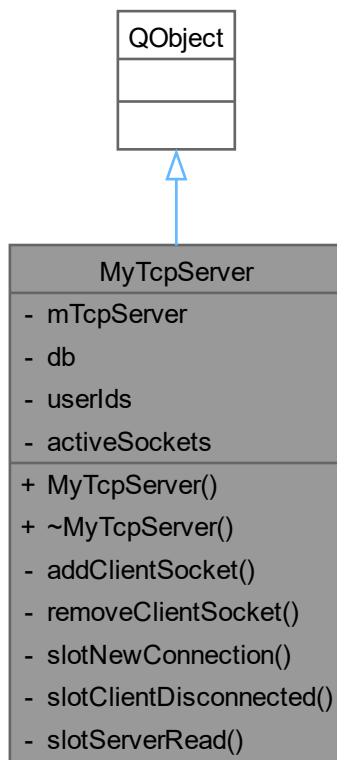 QObject
MyTcpServer
- mTcpServer
- db
- userIds
- activeSockets
+ MyTcpServer()
+ ~MyTcpServer()
- addClientSocket()
- removeClientSocket()
- slotNewConnection()
- slotClientDisconnected()
- slotServerRead()